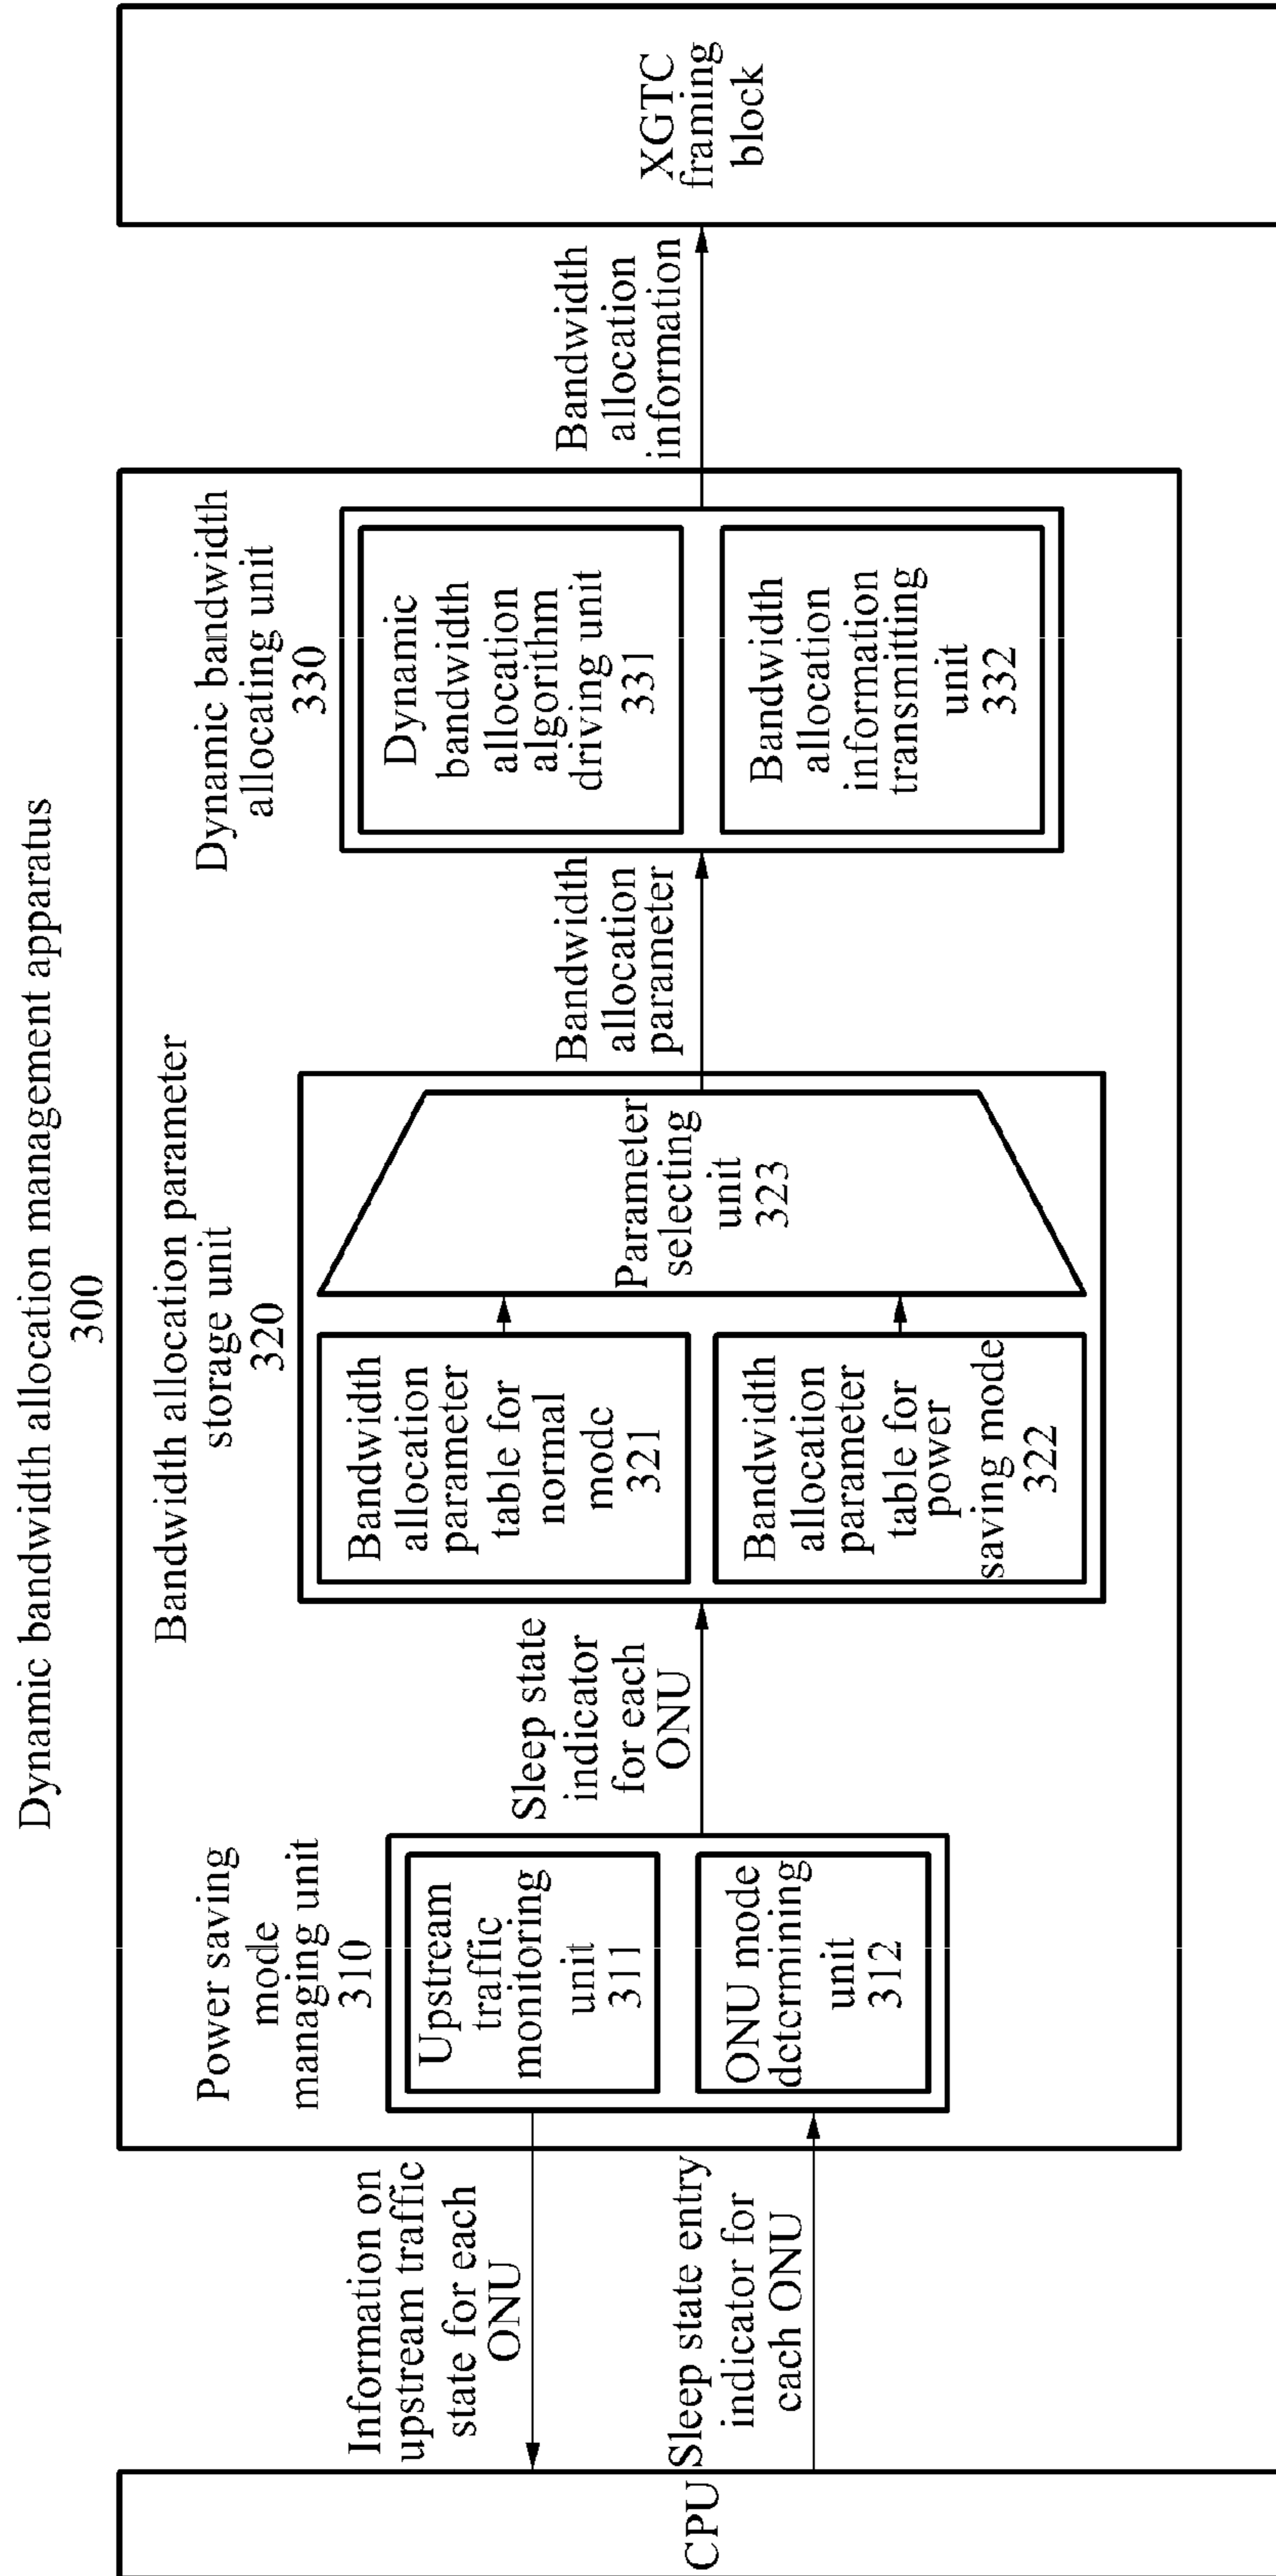 Dynamic bandwidth allocation management apparatus
300
CPU
Information on
upstream traffic
state for each
ONU
Sleep state entry
indicator for
each ONU
Power saving
mode
managing unit
310
Upstream
traffic
monitoring
unit
311
ONU mode
determining
unit
312
Sleep state
indicator
for each
ONU
Bandwidth allocation parameter
storage unit
320
Bandwidth
allocation
parameter
table for
normal
mode
321
Bandwidth
allocation
parameter
table for
power
saving mode
322
Parameter
selecting
unit
323
Bandwidth
allocation
parameter
Dynamic bandwidth
allocating unit
330
Dynamic
bandwidth
allocation
algorithm
driving unit
331
Bandwidth
allocation
information
transmitting
unit
332
Bandwidth
allocation
information
XGTC
framing
block